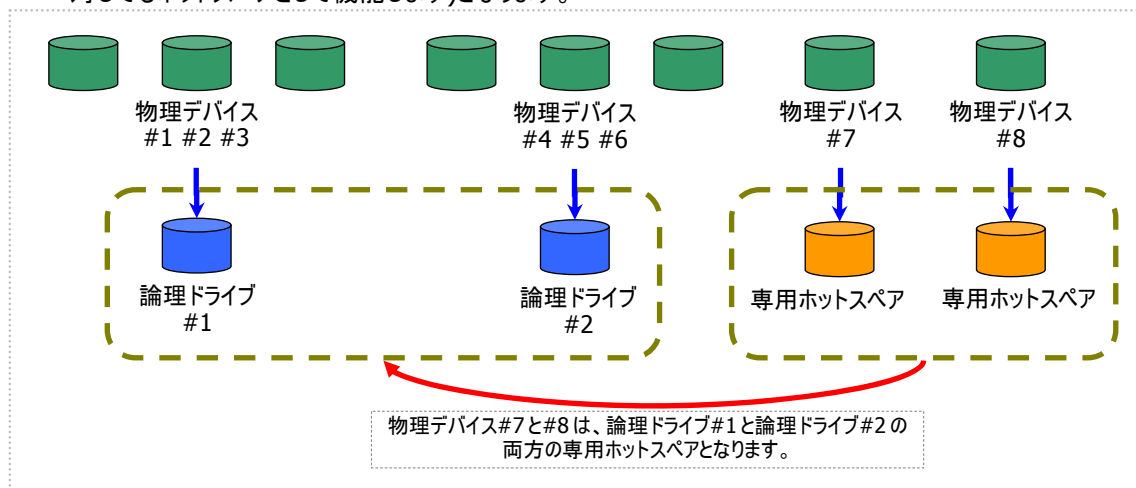 物理デバイス
#1 #2 #3
物理デバイス
#4 #5 #6
物理デバイス
#7
物理デバイス
#8
論理ドライブ
#1
論理ドライブ
#2
専用ホットスペア
専用ホットスペア
物理デバイス#7と#8は、論理ドライブ#1と論理ドライブ#2の
両方の専用ホットスペアとなります。